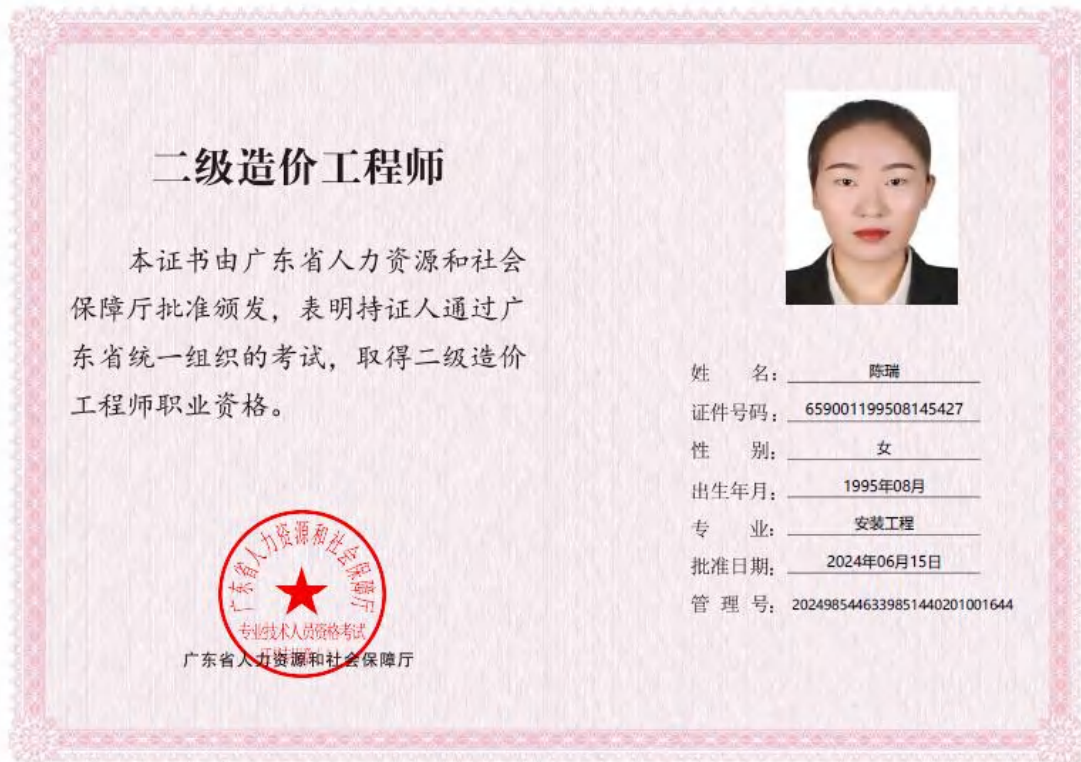 二级造价工程师
本证书由广东省人力资源和社会
保障厅批准颁发，表明持证人通过广
东省统一组织的考试，取得二级造价
工程师职业资格。
广东省人力资源和社会保障厅
专业技术人员资格考试
广东省人力资源和社会保障厅
姓 名：陈瑞
证件号码：659001199508145427
性 别：女
出生年月：1995年08月
专 业：安装工程
批准日期：2024年06月15日
管 理 号：20249854463398514402010​01644